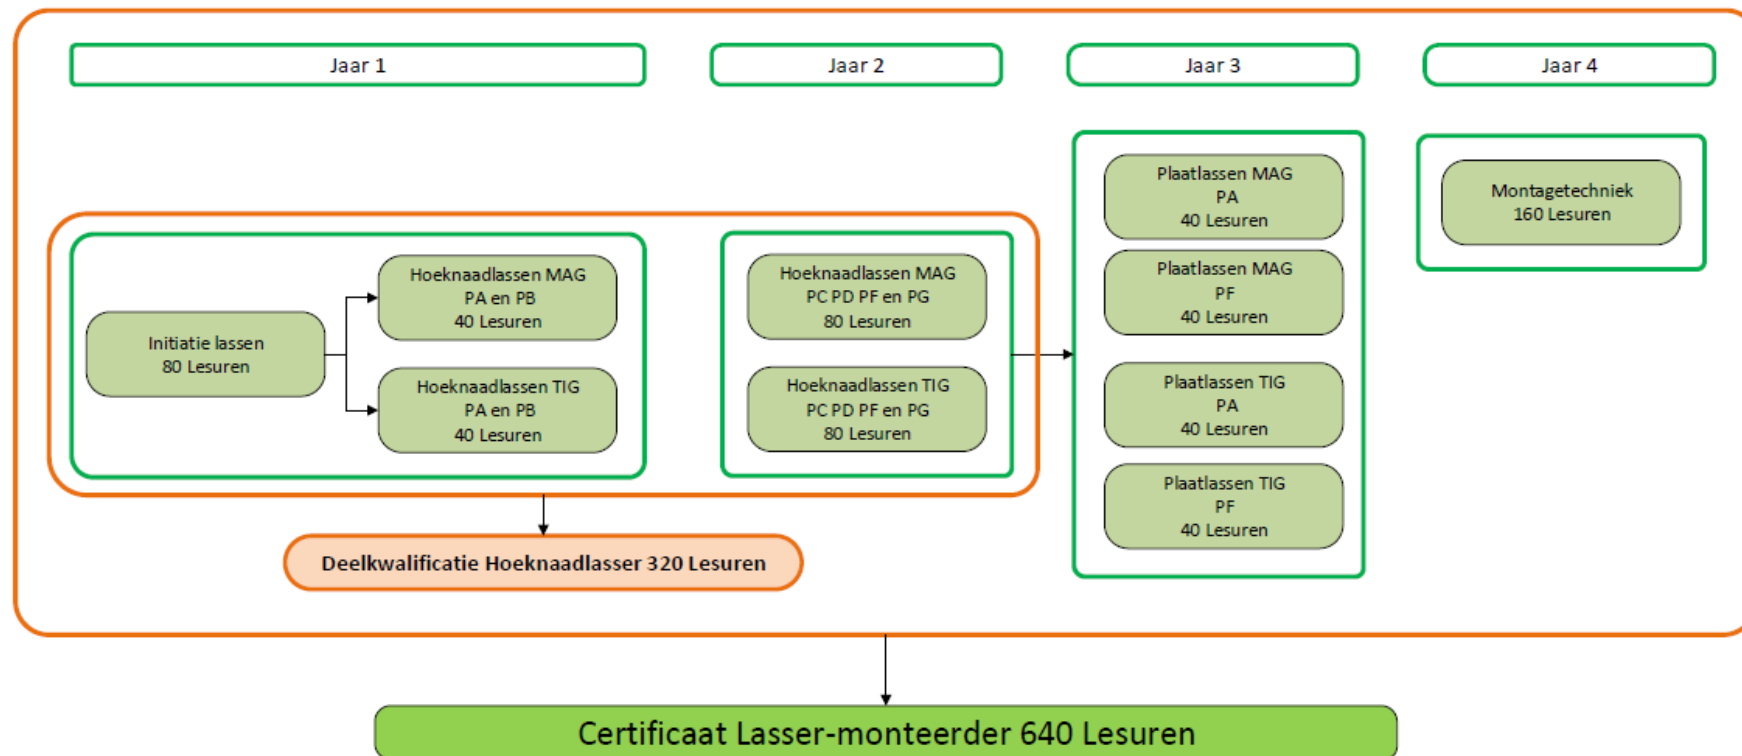 Jaar 1
Jaar 2
Jaar 3
Jaar 4
Initiatie lassen
80 Lesuren
Hoeknaadlassen MAG
PA en PB
40 Lesuren
Hoeknaadlassen TIG
PA en PB
40 Lesuren
Hoeknaadlassen MAG
PC PD PF en PG
80 Lesuren
Hoeknaadlassen TIG
PC PD PF en PG
80 Lesuren
Plaatlassen MAG
PA
40 Lesuren
Plaatlassen MAG
PF
40 Lesuren
Plaatlassen TIG
PA
40 Lesuren
Plaatlassen TIG
PF
40 Lesuren
Montagetechniek
160 Lesuren
Deelkwalificatie Hoeknaadlasser 320 Lesuren
Certificaat Lasser-monteerder 640 Lesuren